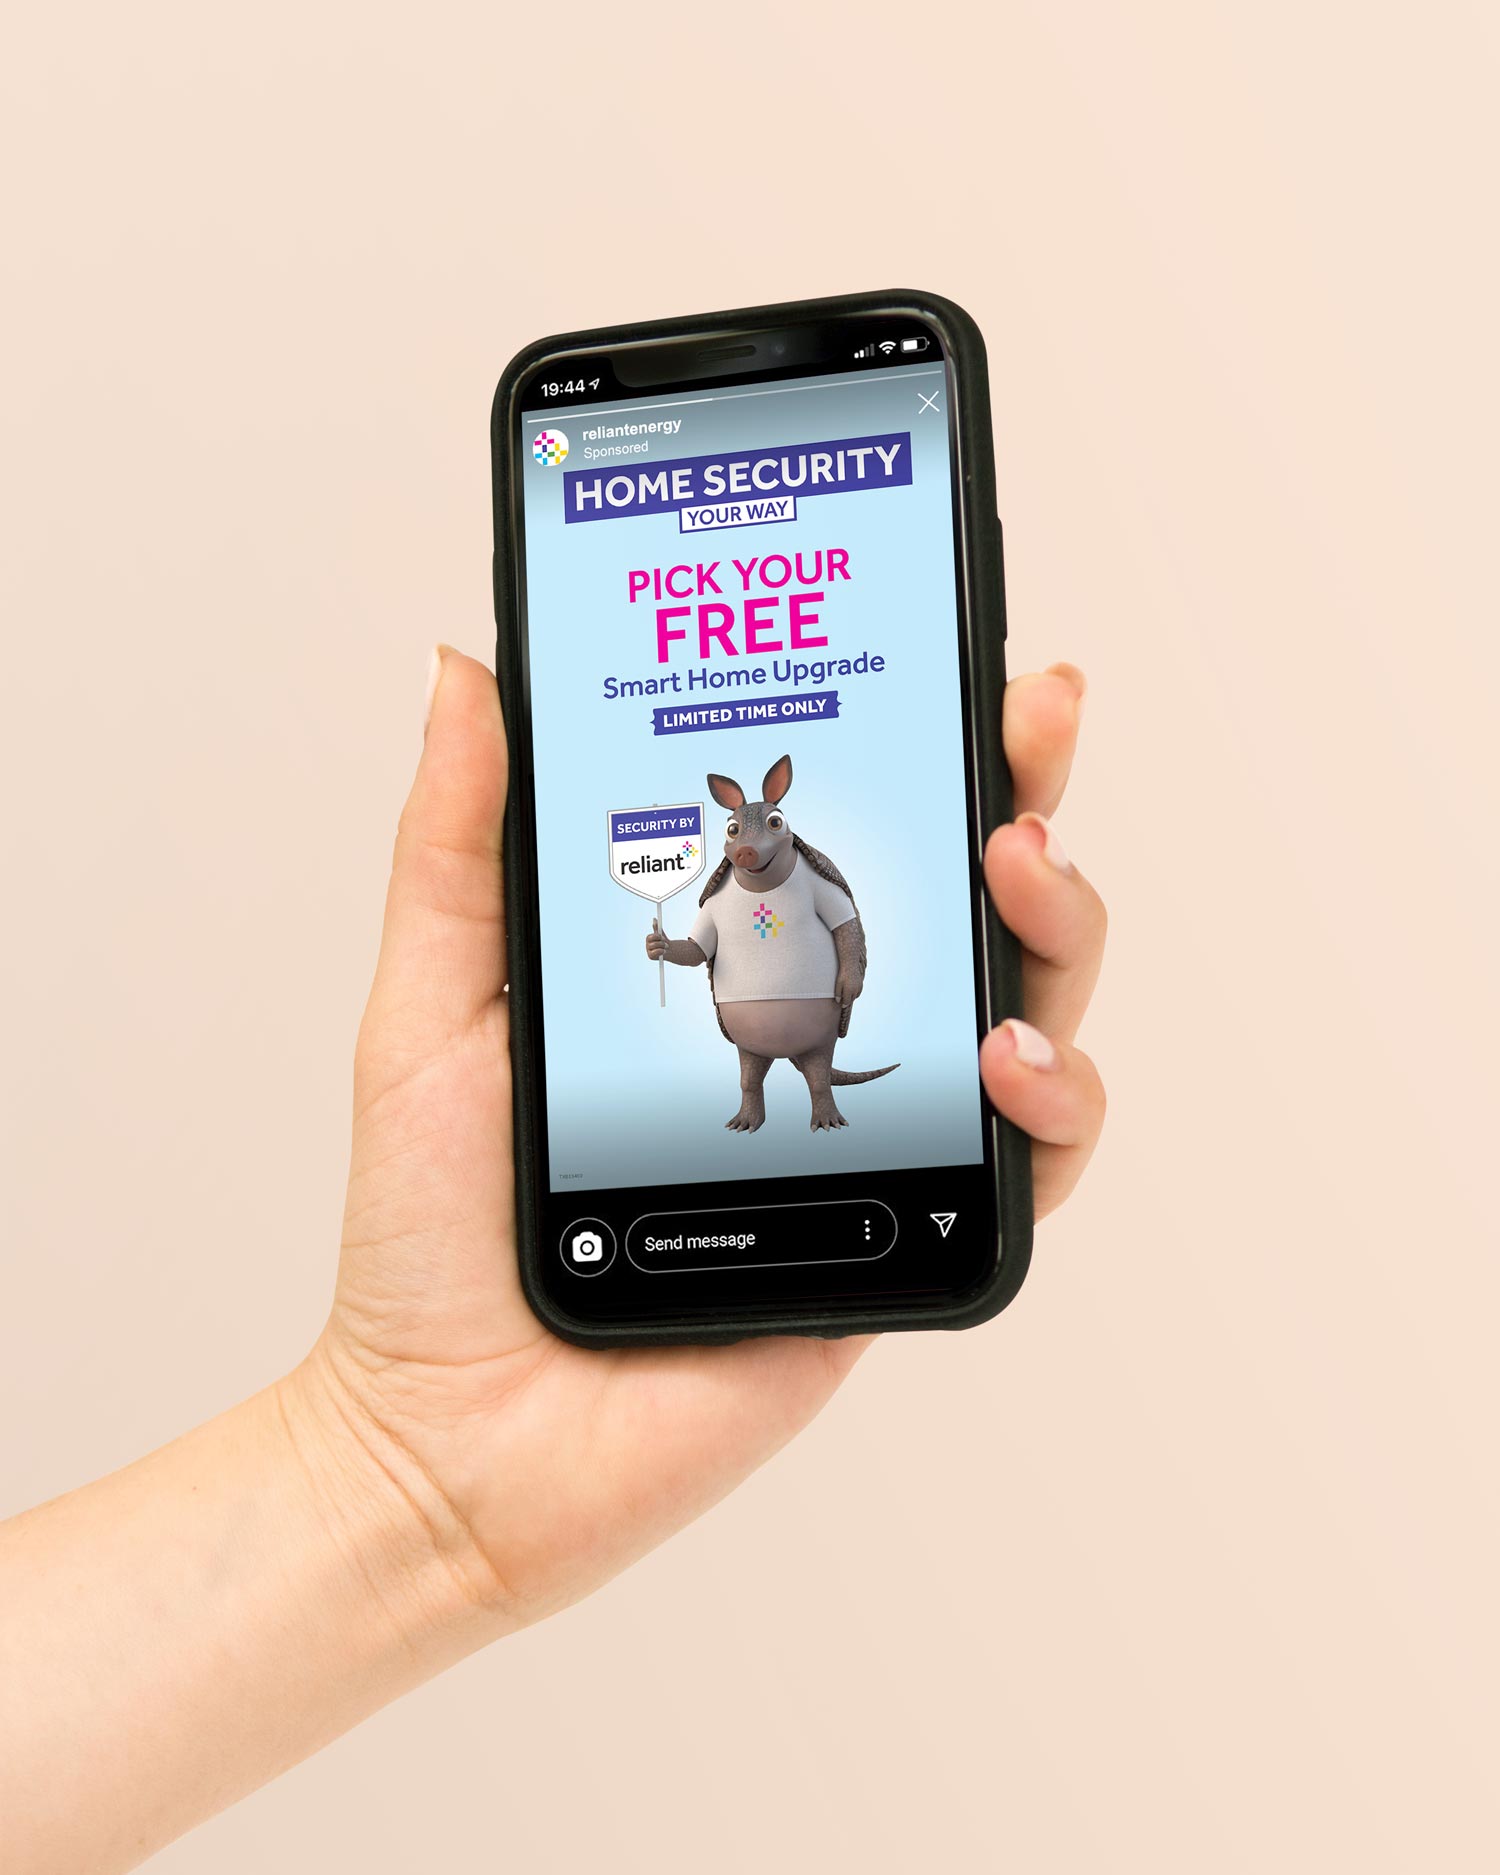 19:44
reliantenergy
Sponsored
HOME SECURITY
YOUR WAY
PICK YOUR
FREE
Smart Home Upgrade
LIMITED TIME ONLY
SECURITY BY
reliant
Send message